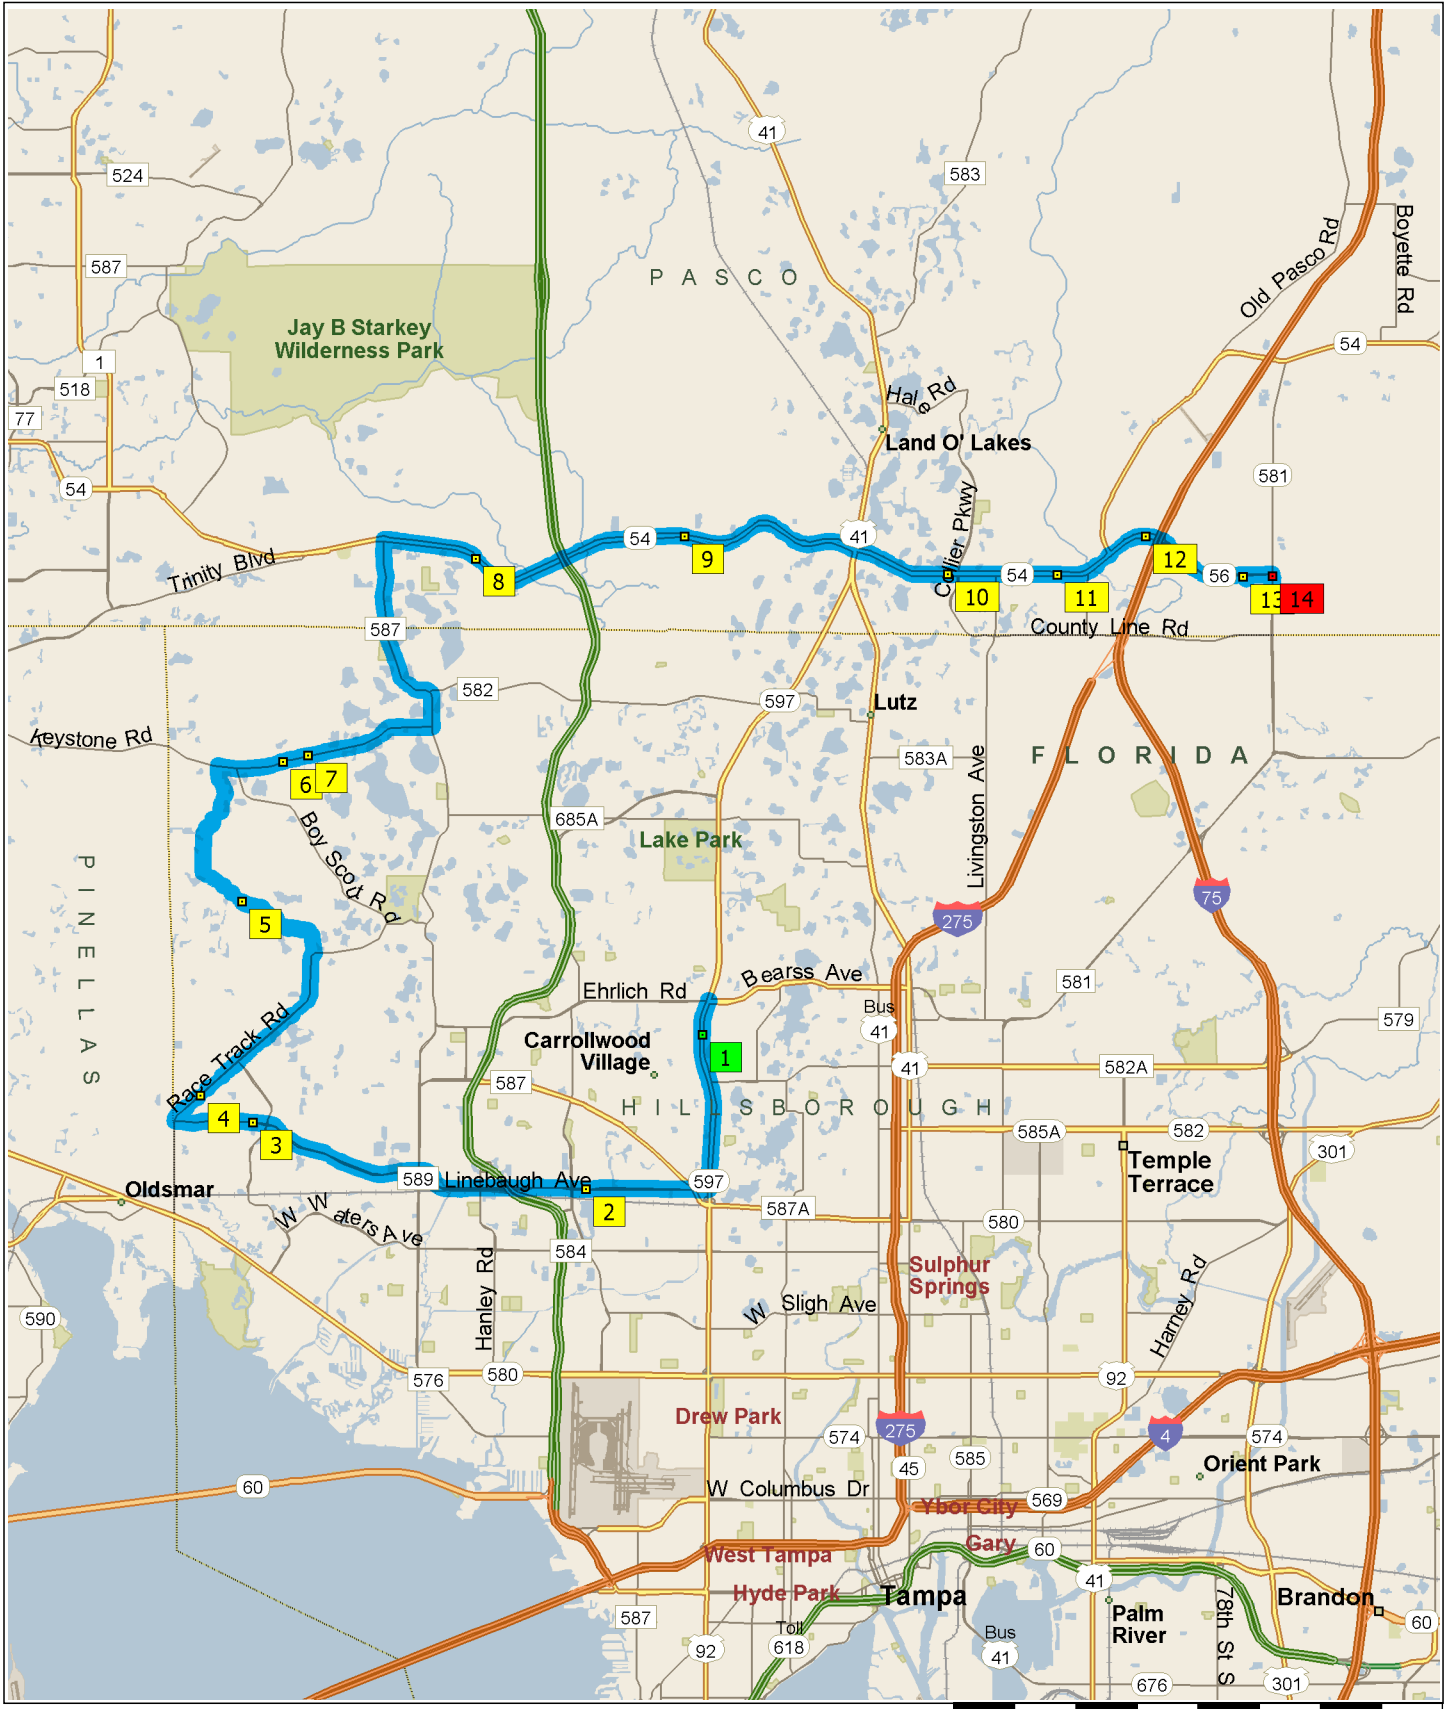 41
583
524
Old Pasco Rd
Boyette Rd
587
PASCO
Jay B Starkey
Wilderness Park
54
1
518
77
Hale Rd
Land O' Lakes
54
581
Collier Pkwy
54
41
Trinity Blvd
9
12
8
54
56
10
11
13
14
587
County Line Rd
582
597
Lutz
Keystone Rd
583A
FLORIDA
6
7
Livingston Ave
685A
Boy Scout Rd
Lake Park
PINELLAS
75
5
275
Bearss Ave
Ehrlich Rd
581
Bus
41
579
Race Track Rd
Carrollwood
Village
1
41
582A
587
HILLSBOROUGH
4
3
585A
582
301
Temple
Terrace
589
Linebaugh Ave
597
Oldsmar
2
587A
W Waters Ave
580
584
Sulphur
Springs
Hanley Rd
Harney Rd
W Sligh Ave
590
576
580
92
Drew Park
574
275
4
574
585
45
Orient Park
60
W Columbus Dr
569
Ybor City
Gary
60
West Tampa
41
Hyde Park
Tampa
78th St S
Brandon
587
Palm
River
60
Toll
618
Bus
41
92
676
301